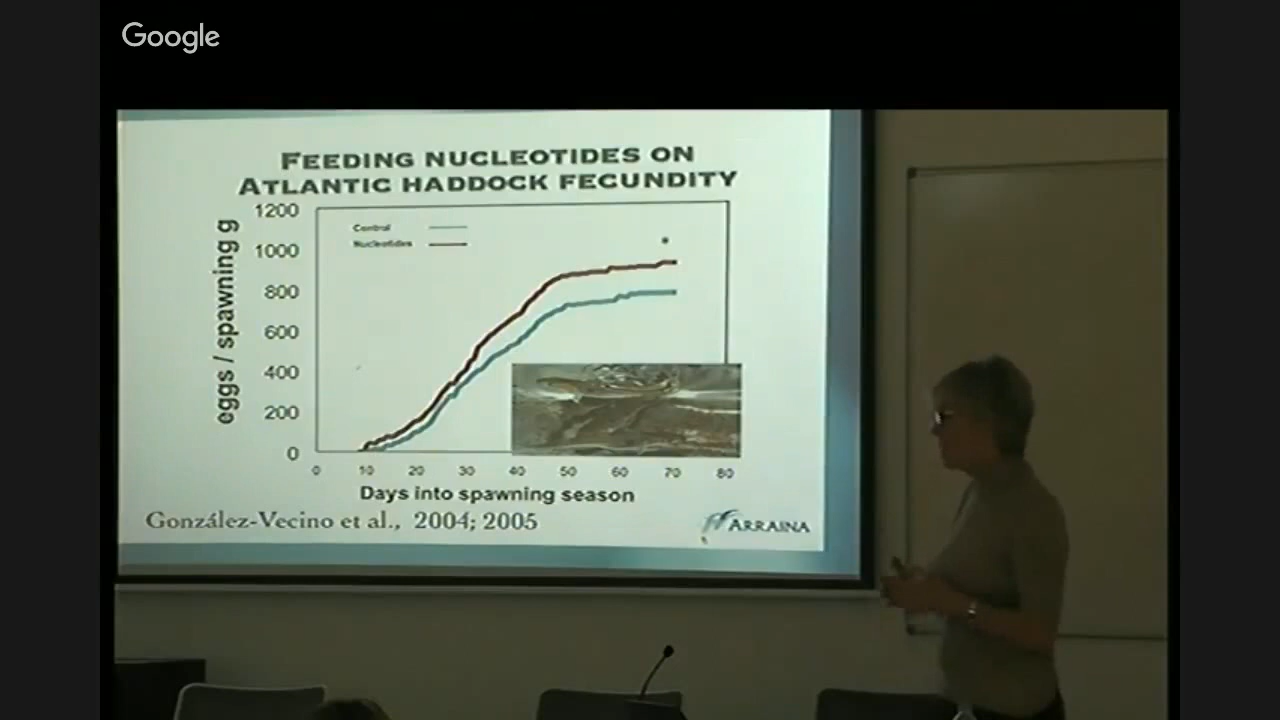 Google
FEEDING NUCLEOTIDES ON
ATLANTIC HADDOCK FECUNDITY
eggs / spawning g
1200
1000
800
600
400
200
0
Control
Nucleotides
*
0 10 20 30 40 50 60 70 80
Days into spawning season
González-Vecino et al., 2004; 2005
ARRAINA